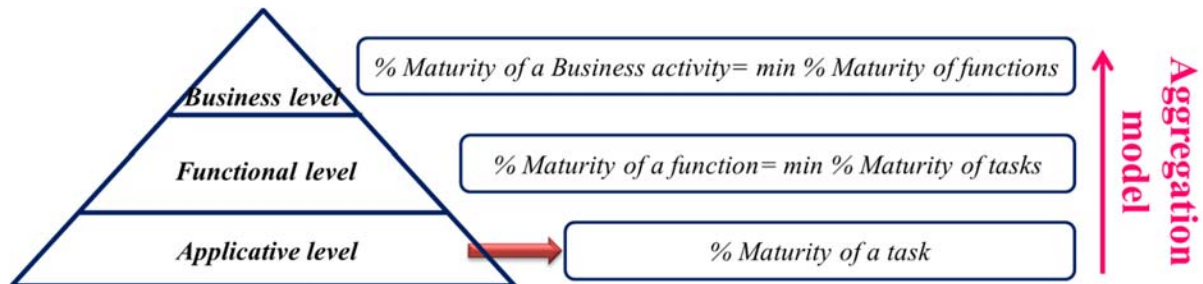 % Maturity of a Business activity= min % Maturity of functions
Business level
% Maturity of a function= min % Maturity of tasks
Functional level
Applicative level
% Maturity of a task
Aggregation
model